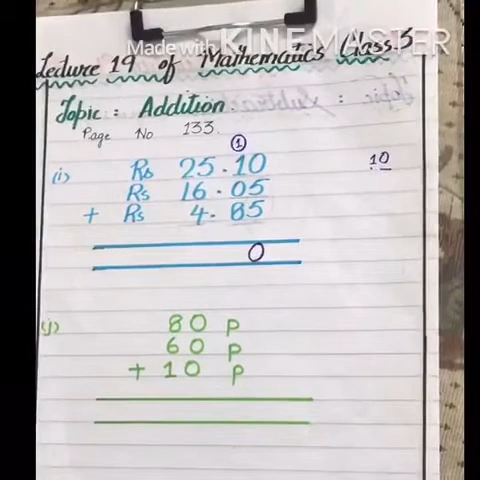 Made with KINEMASTER
Lecture 19 of Mathematics Class 3
Topic : Addition.
Page No 133.
1
(i) Rs 25.10
10
Rs 16.05
+ Rs 4.85
0
(j) 80 p
60 p
+ 10 p